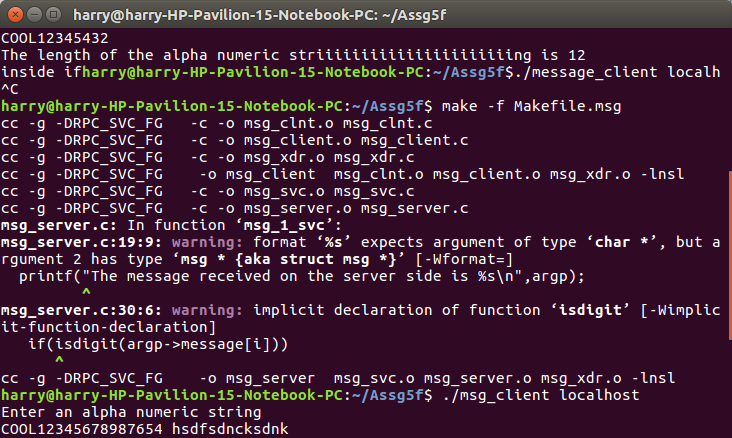 harry@harry-HP-Pavilion-15-Notebook-PC: ~/Assg5f
COOL12345432
The length of the alpha numeric striiiiiiiiiiiiiiiiiiiiiiiing is 12
inside ifharry@harry-HP-Pavilion-15-Notebook-PC:~/Assg5f$./message_client localh
^C
harry@harry-HP-Pavilion-15-Notebook-PC:~/Assg5f$ make -f Makefile.msg
cc -g -DRPC_SVC_FG   -c -o msg_clnt.o msg_clnt.c
cc -g -DRPC_SVC_FG   -c -o msg_client.o msg_client.c
cc -g -DRPC_SVC_FG   -c -o msg_xdr.o msg_xdr.c
cc -g -DRPC_SVC_FG    -o msg_client  msg_clnt.o msg_client.o msg_xdr.o -lnsl
cc -g -DRPC_SVC_FG   -c -o msg_svc.o msg_svc.c
cc -g -DRPC_SVC_FG   -c -o msg_server.o msg_server.c
msg_server.c: In function ‘msg_1_svc’:
msg_server.c:19:9: warning: format ‘%s’ expects argument of type ‘char *’, but a
rgument 2 has type ‘msg * {aka struct msg *}’ [-Wformat=]
  printf("The message received on the server side is %s\n",argp);
         ^
msg_server.c:30:6: warning: implicit declaration of function ‘isdigit’ [-Wimplic
it-function-declaration]
   if(isdigit(argp->message[i]))
      ^
cc -g -DRPC_SVC_FG    -o msg_server  msg_svc.o msg_server.o msg_xdr.o -lnsl
harry@harry-HP-Pavilion-15-Notebook-PC:~/Assg5f$ ./msg_client localhost
Enter an alpha numeric string
COOL12345678987654 hsdfsdncksdnk